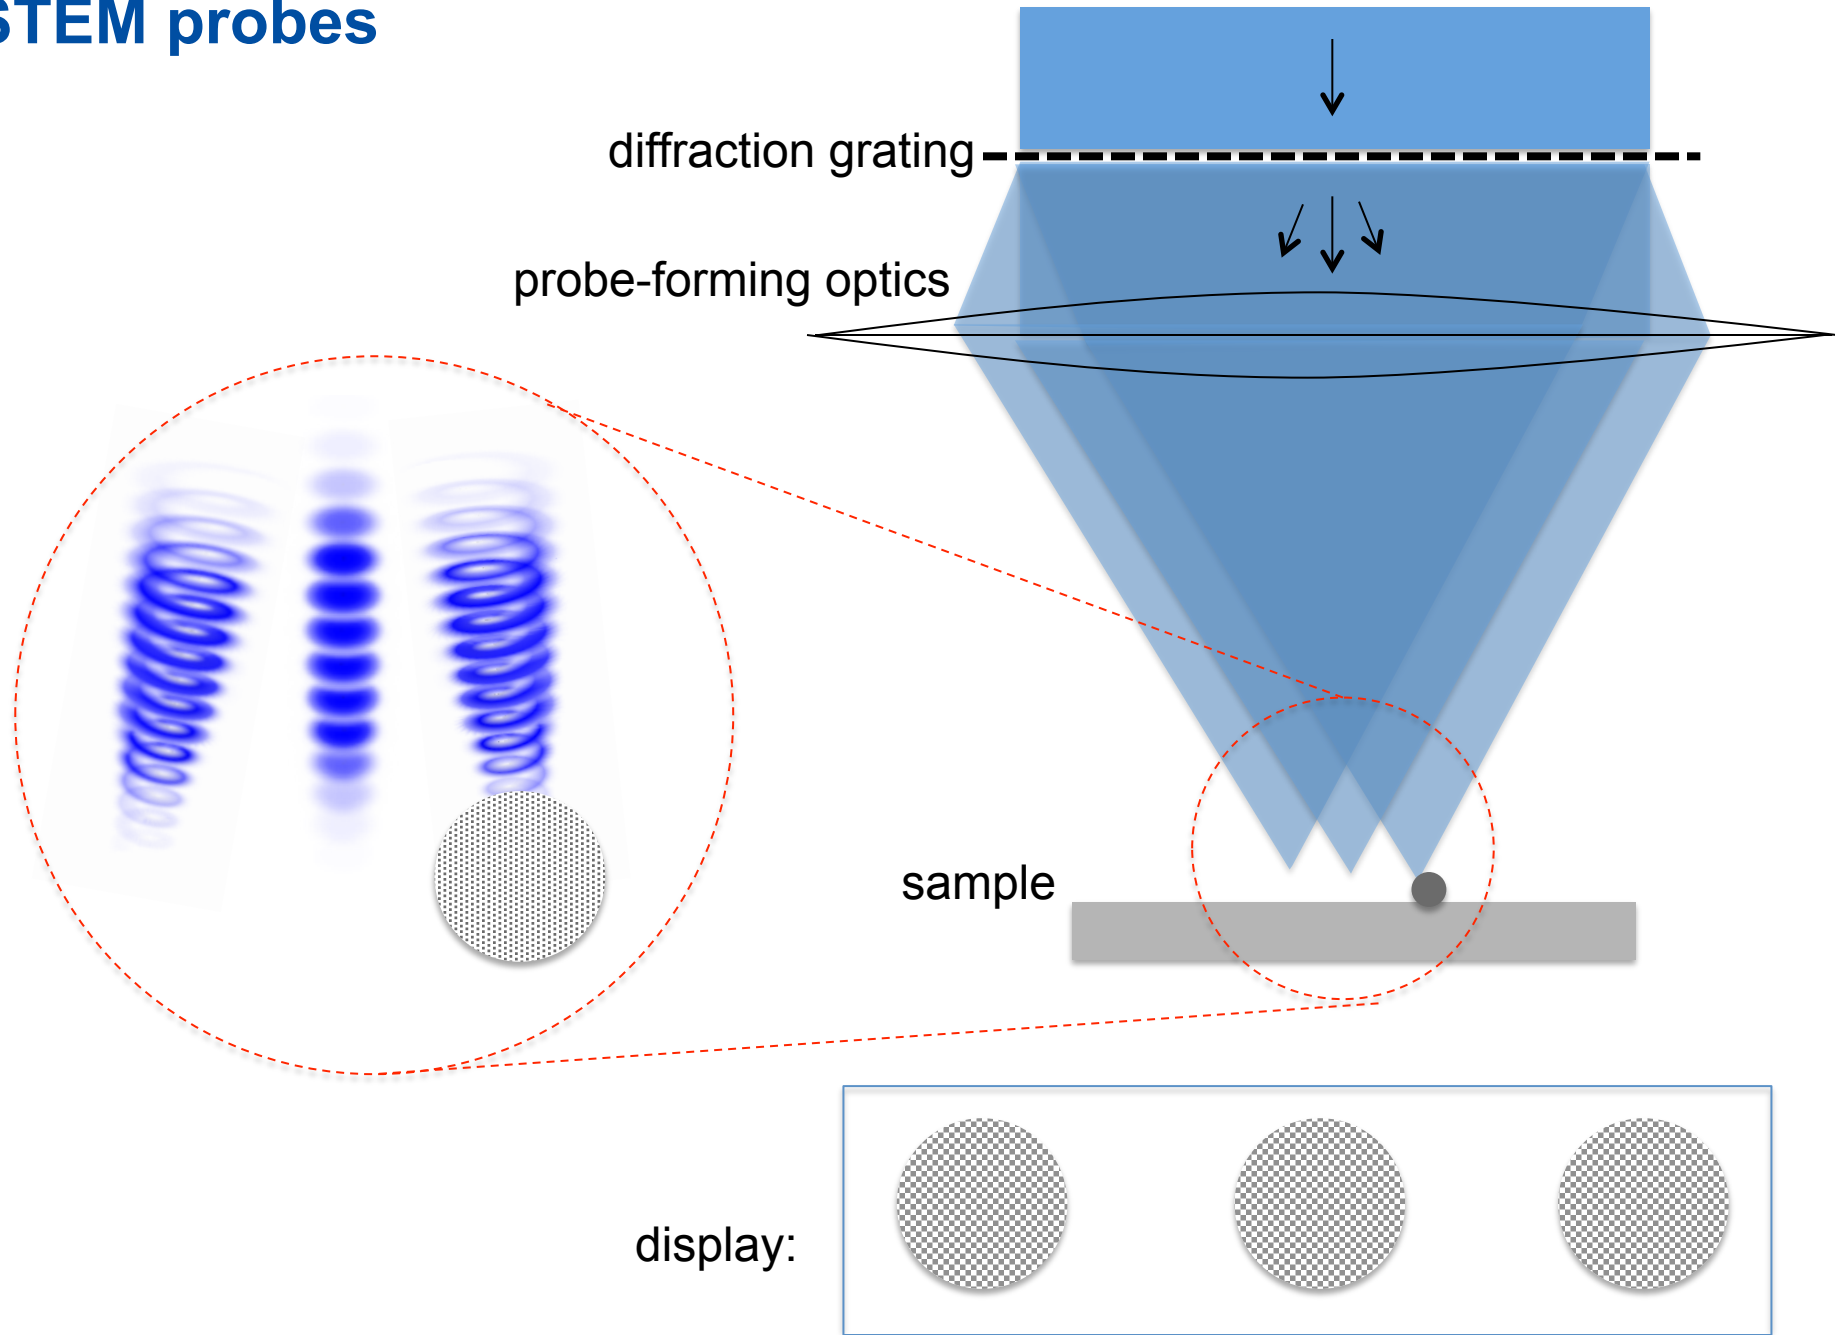 STEM probes
diffraction grating
probe-forming optics
sample
display: